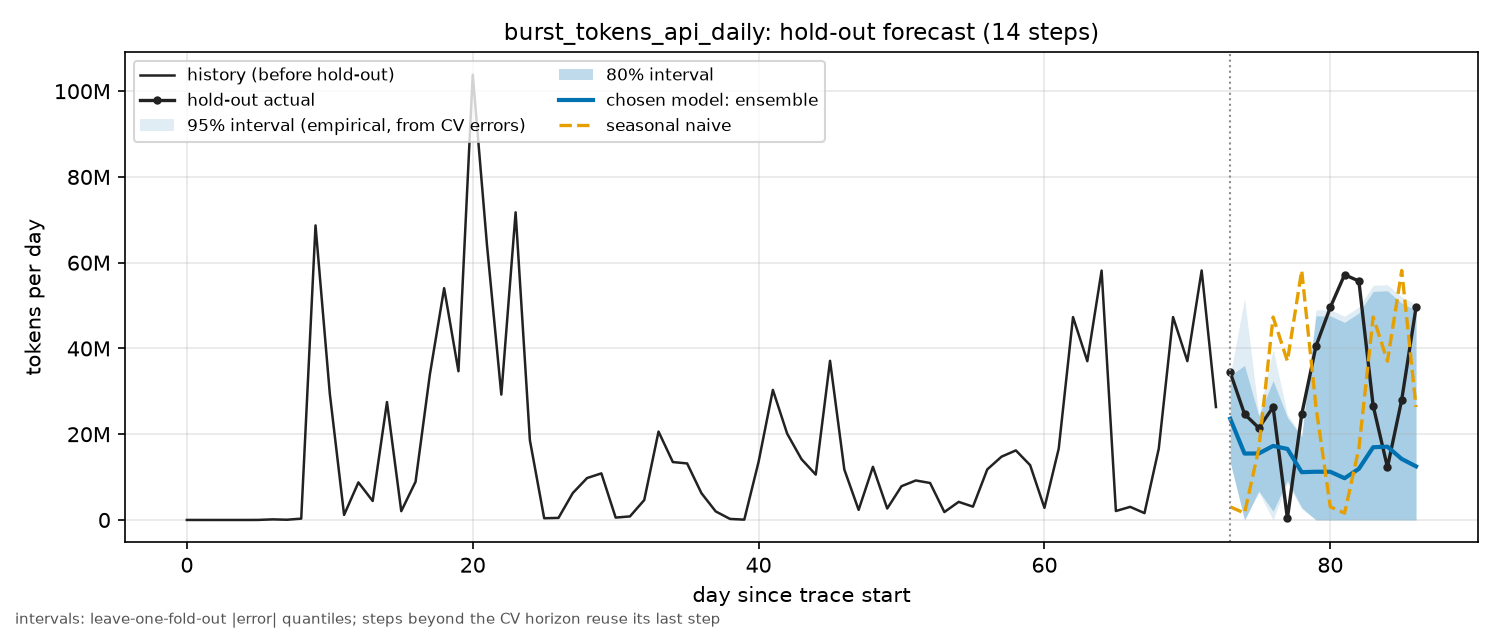 burst_tokens_api_daily: hold-out forecast (14 steps)
history (before hold-out)
hold-out actual
95% interval (empirical, from CV errors)
80% interval
chosen model: ensemble
seasonal naive
tokens per day
100M
80M
60M
40M
20M
0
0 20 40 60 80
day since trace start
intervals: leave-one-fold-out |error| quantiles; steps beyond the CV horizon reuse its last step